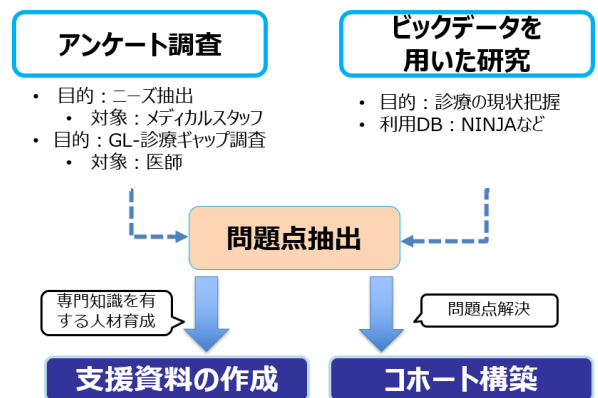 アンケート調査
ビックデータを
用いた研究
• 目的：ニーズ抽出
• 対象：メディカルスタッフ
• 目的：GL-診療ギャップ調査
• 対象：医師
• 目的：診療の現状把握
• 利用DB：NINJAなど
問題点抽出
専門知識を有
する人材育成
問題点解決
支援資料の作成
コホート構築